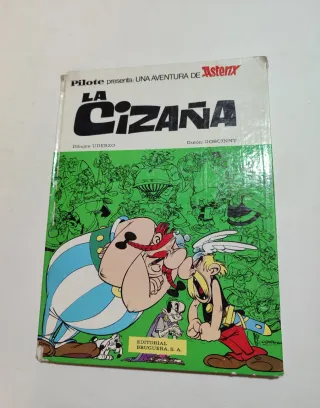 Pilote presenta: UNA AVENTURA DE Asterix
LA
CIZAÑA
Dibujos UDERZO
Guión GOSCINNY
EDITORIAL
BRUGUERA, S. A.